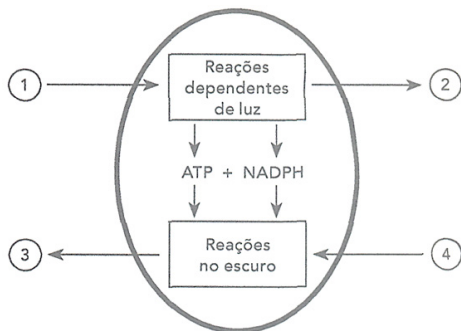 Reações
dependentes
de luz
1
2
ATP + NADPH
Reações
no escuro
3
4